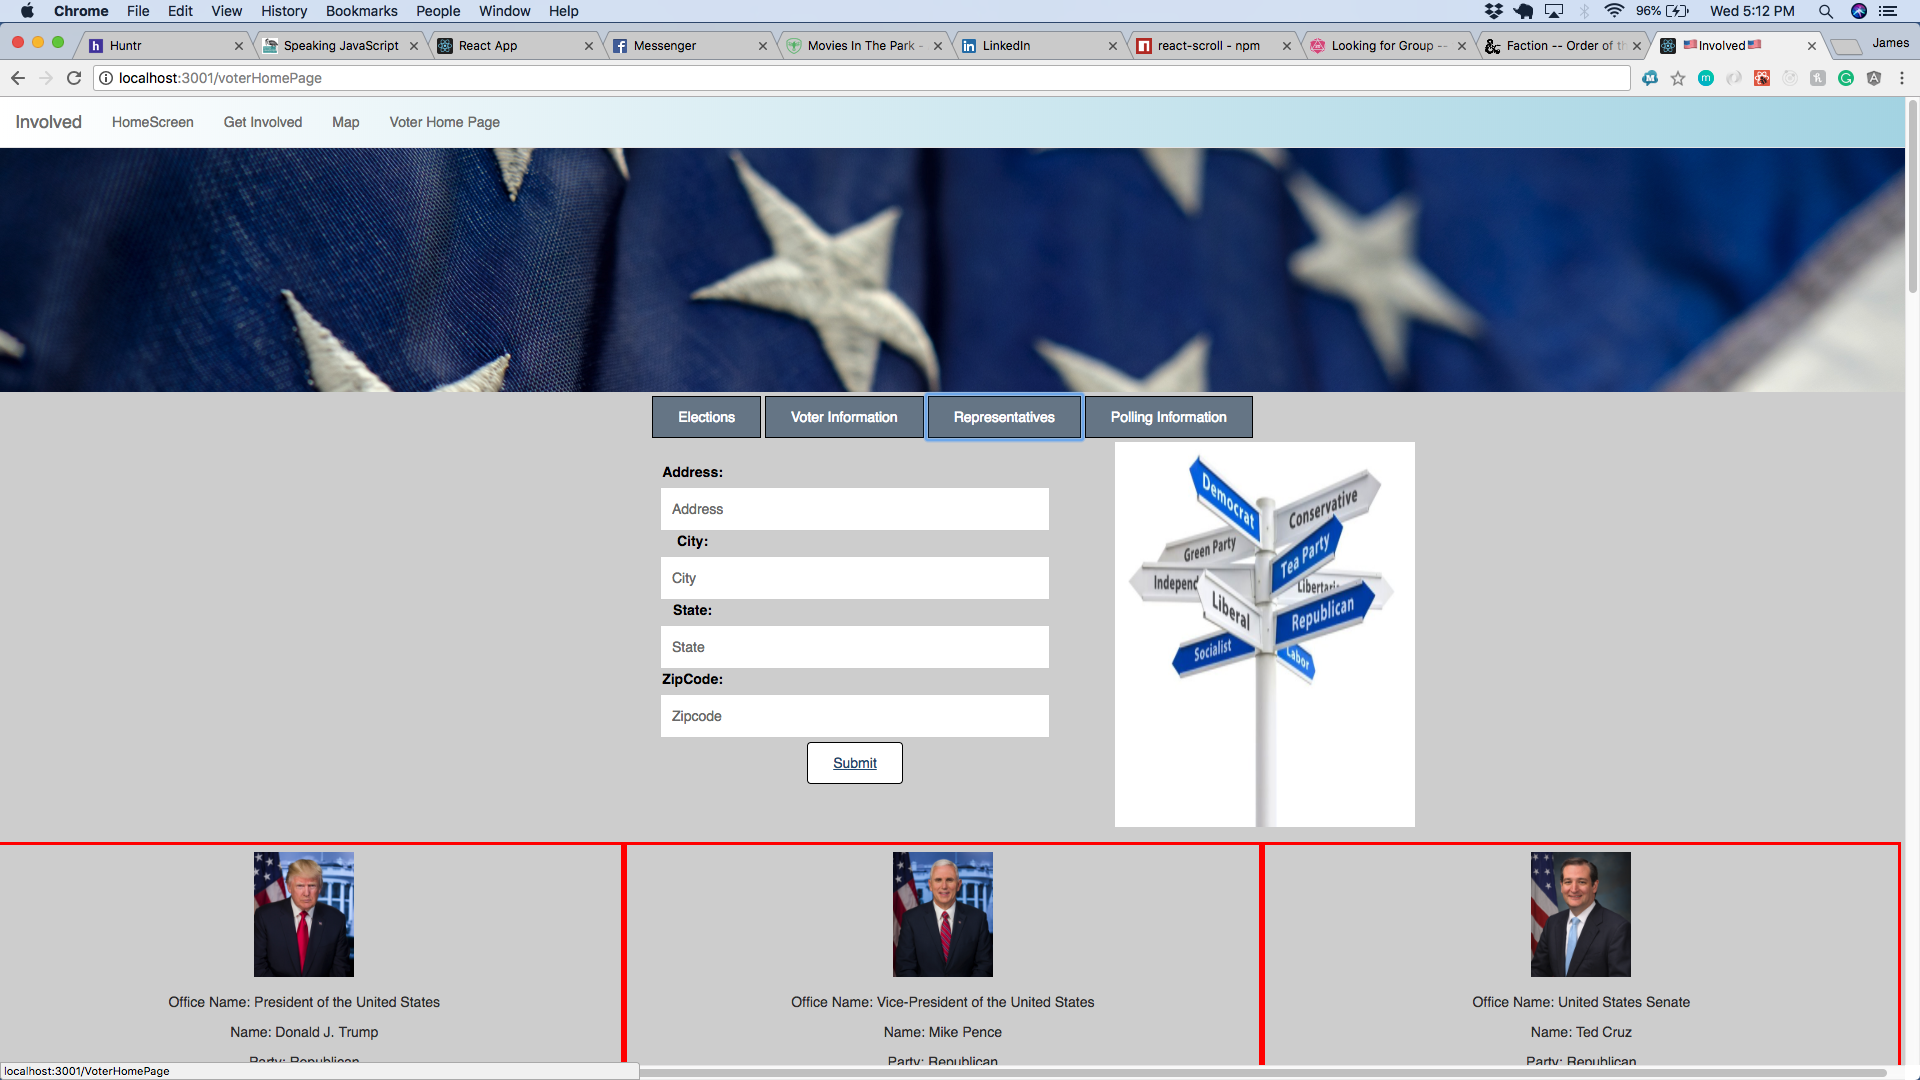 Chrome File Edit View History Bookmarks People Window Help 96% Wed 5:12 PM
Huntr Speaking JavaScript React App Messenger Movies In The Park - LinkedIn react-scroll - npm Looking for Group -- Faction -- Order of th Involved James
localhost:3001/voterHomePage
Involved HomeScreen Get Involved Map Voter Home Page
Elections Voter Information Representatives Polling Information
Address:
Address
City:
City
State:
State
ZipCode:
Zipcode
Submit
Democrat
Conservative
Green Party
Tea Party
Independ
Libertari
Liberal
Republican
Socialist
Labor
Office Name: President of the United States
Name: Donald J. Trump
Party: Republican
Office Name: Vice-President of the United States
Name: Mike Pence
Party: Republican
Office Name: United States Senate
Name: Ted Cruz
Party: Republican
localhost:3001/VoterHomePage